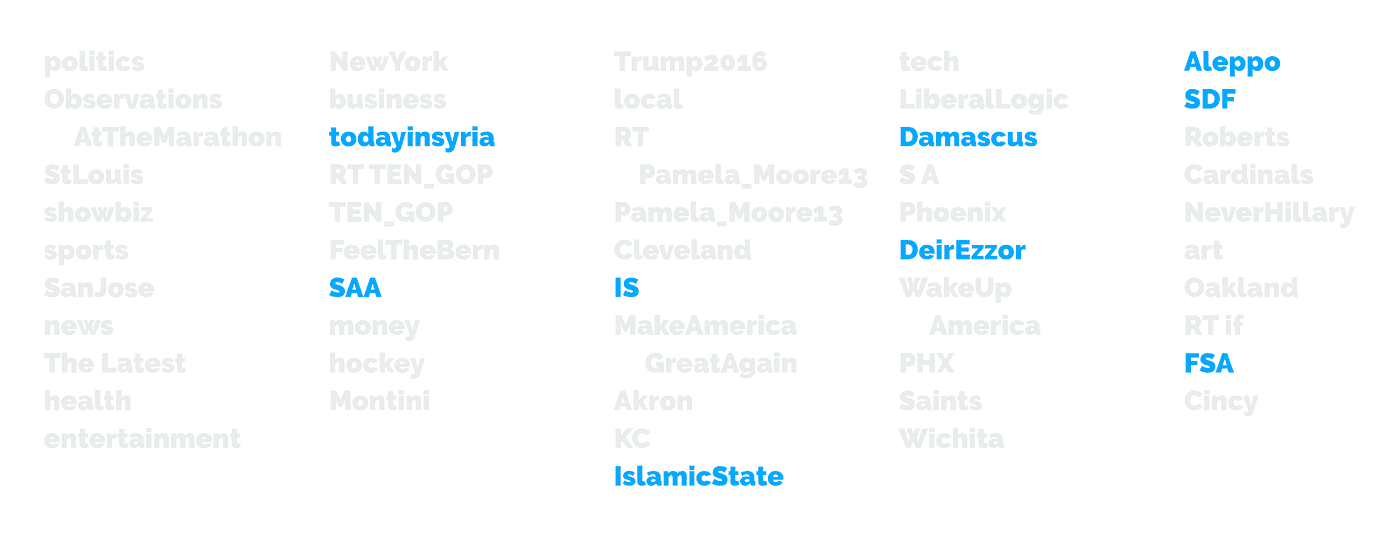 politics
Observations
AtTheMarathon
StLouis
showbiz
sports
SanJose
news
The Latest
health
entertainment
NewYork
business
todayinsyria
RT TEN_GOP
TEN_GOP
FeelTheBern
SAA
money
hockey
Montini
Trump2016
local
RT
Pamela_Moore13
Pamela_Moore13
Cleveland
IS
MakeAmerica
GreatAgain
Akron
KC
IslamicState
tech
LiberalLogic
Damascus
S A
Phoenix
DeirEzzor
WakeUp
America
PHX
Saints
Wichita
Aleppo
SDF
Roberts
Cardinals
NeverHillary
art
Oakland
RT if
FSA
Cincy